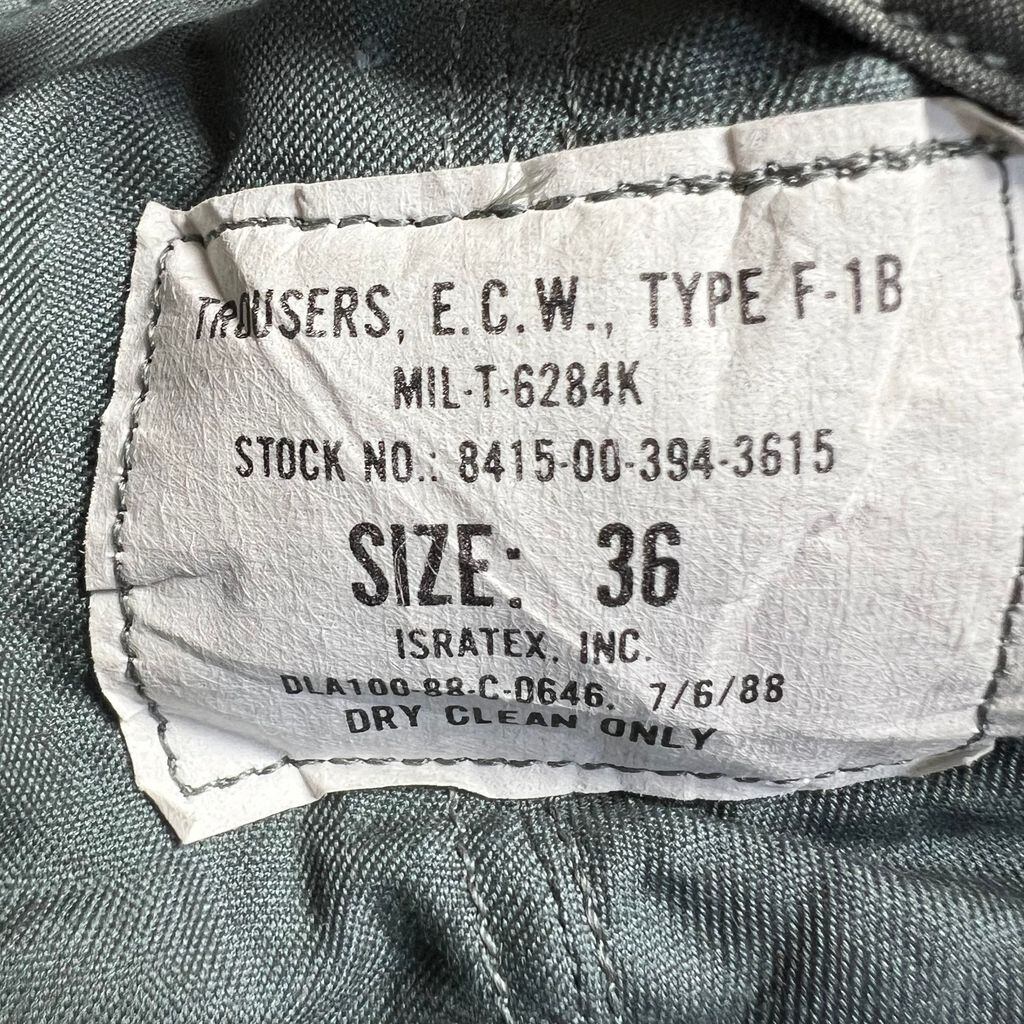 TROUSERS, E.C.W., TYPE F-1B
MIL-T-6284K
STOCK NO.: 8415-00-394-3615
SIZE: 36
ISRATEX, INC.
DLA100-88-C-0646, 7/6/88
DRY CLEAN ONLY